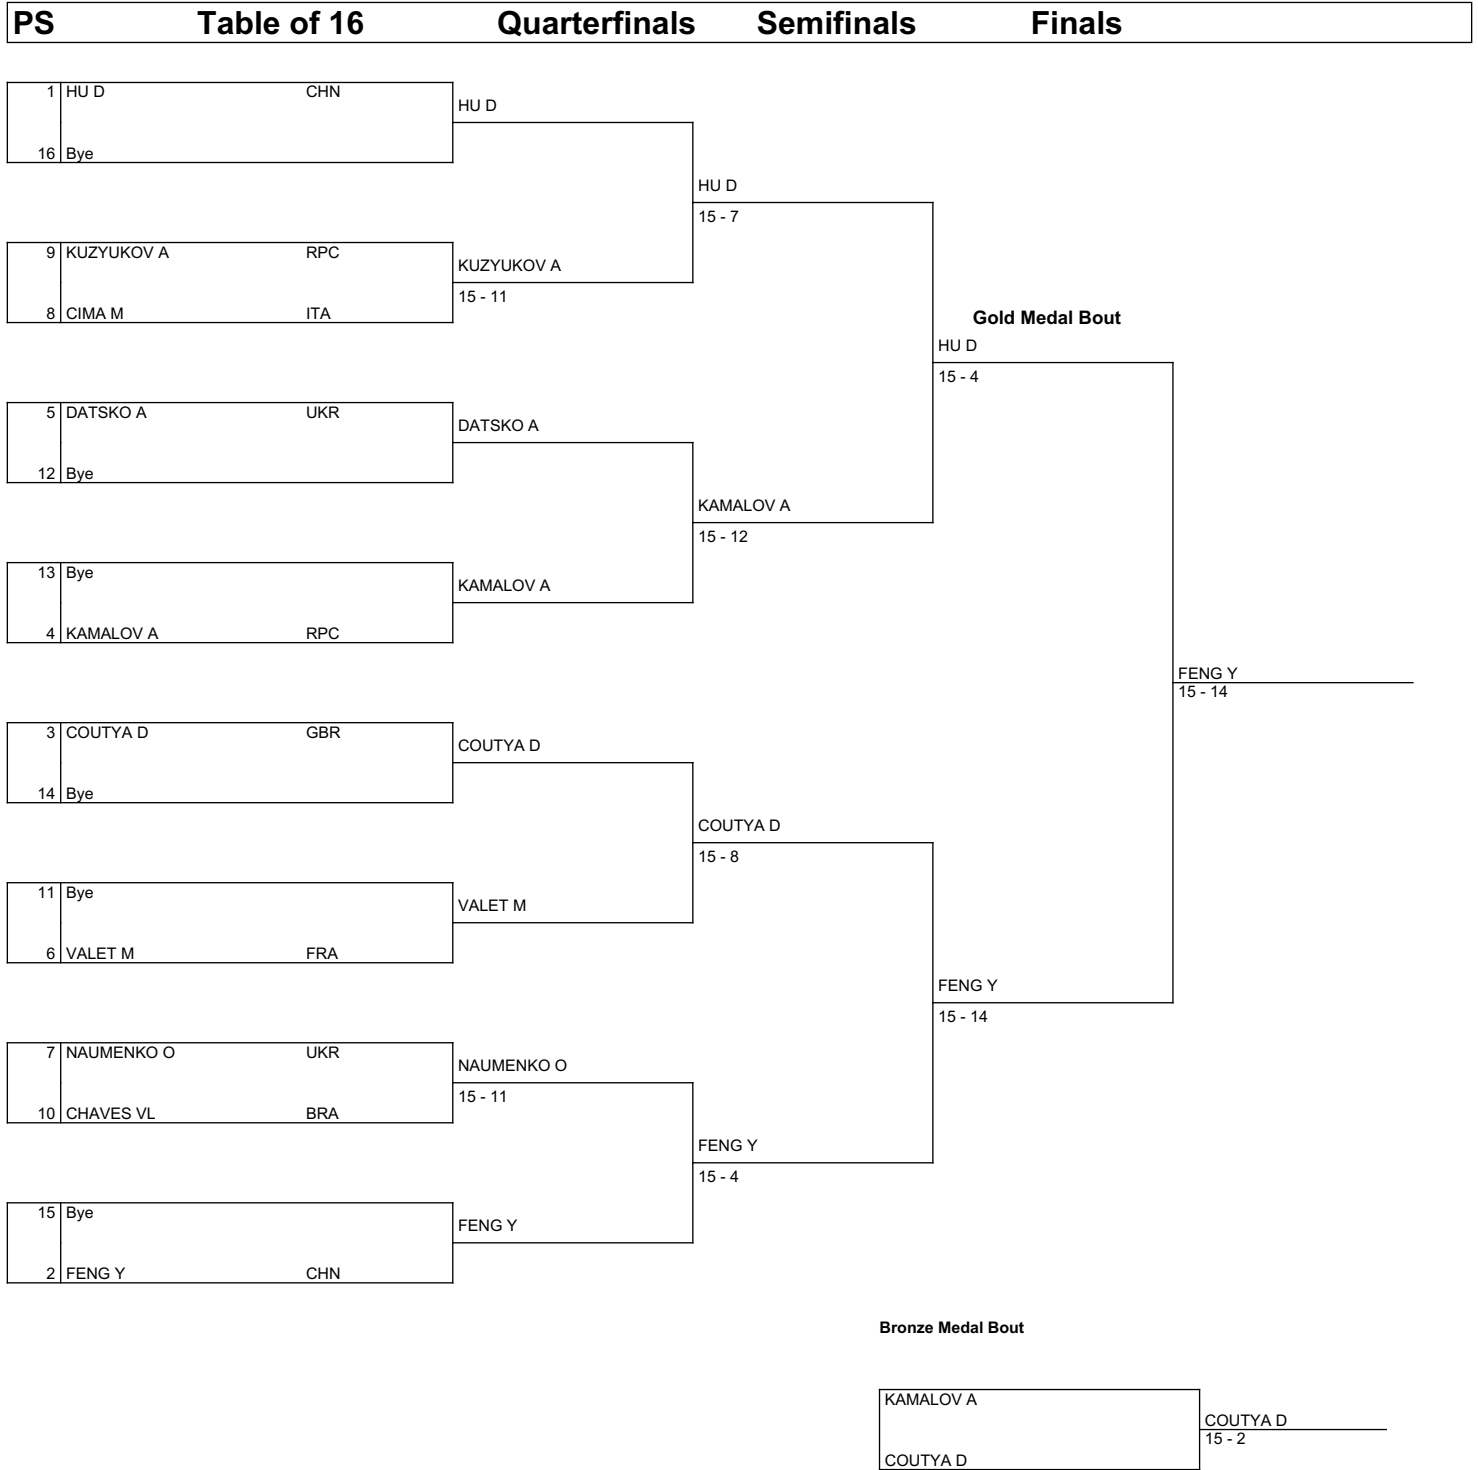 PS Table of 16 Quarterfinals Semifinals Finals
1 HU D CHN
HU D
16 Bye
HU D
15 - 7
9 KUZYUKOV A RPC
KUZYUKOV A
15 - 11
8 CIMA M ITA
Gold Medal Bout
HU D
15 - 4
5 DATSKO A UKR
DATSKO A
12 Bye
KAMALOV A
15 - 12
13 Bye
KAMALOV A
4 KAMALOV A RPC
FENG Y
15 - 14
3 COUTYA D GBR
COUTYA D
14 Bye
COUTYA D
15 - 8
11 Bye
VALET M
6 VALET M FRA
FENG Y
15 - 14
7 NAUMENKO O UKR
NAUMENKO O
15 - 11
10 CHAVES VL BRA
FENG Y
15 - 4
15 Bye
FENG Y
2 FENG Y CHN
Bronze Medal Bout
KAMALOV A
COUTYA D
15 - 2
COUTYA D